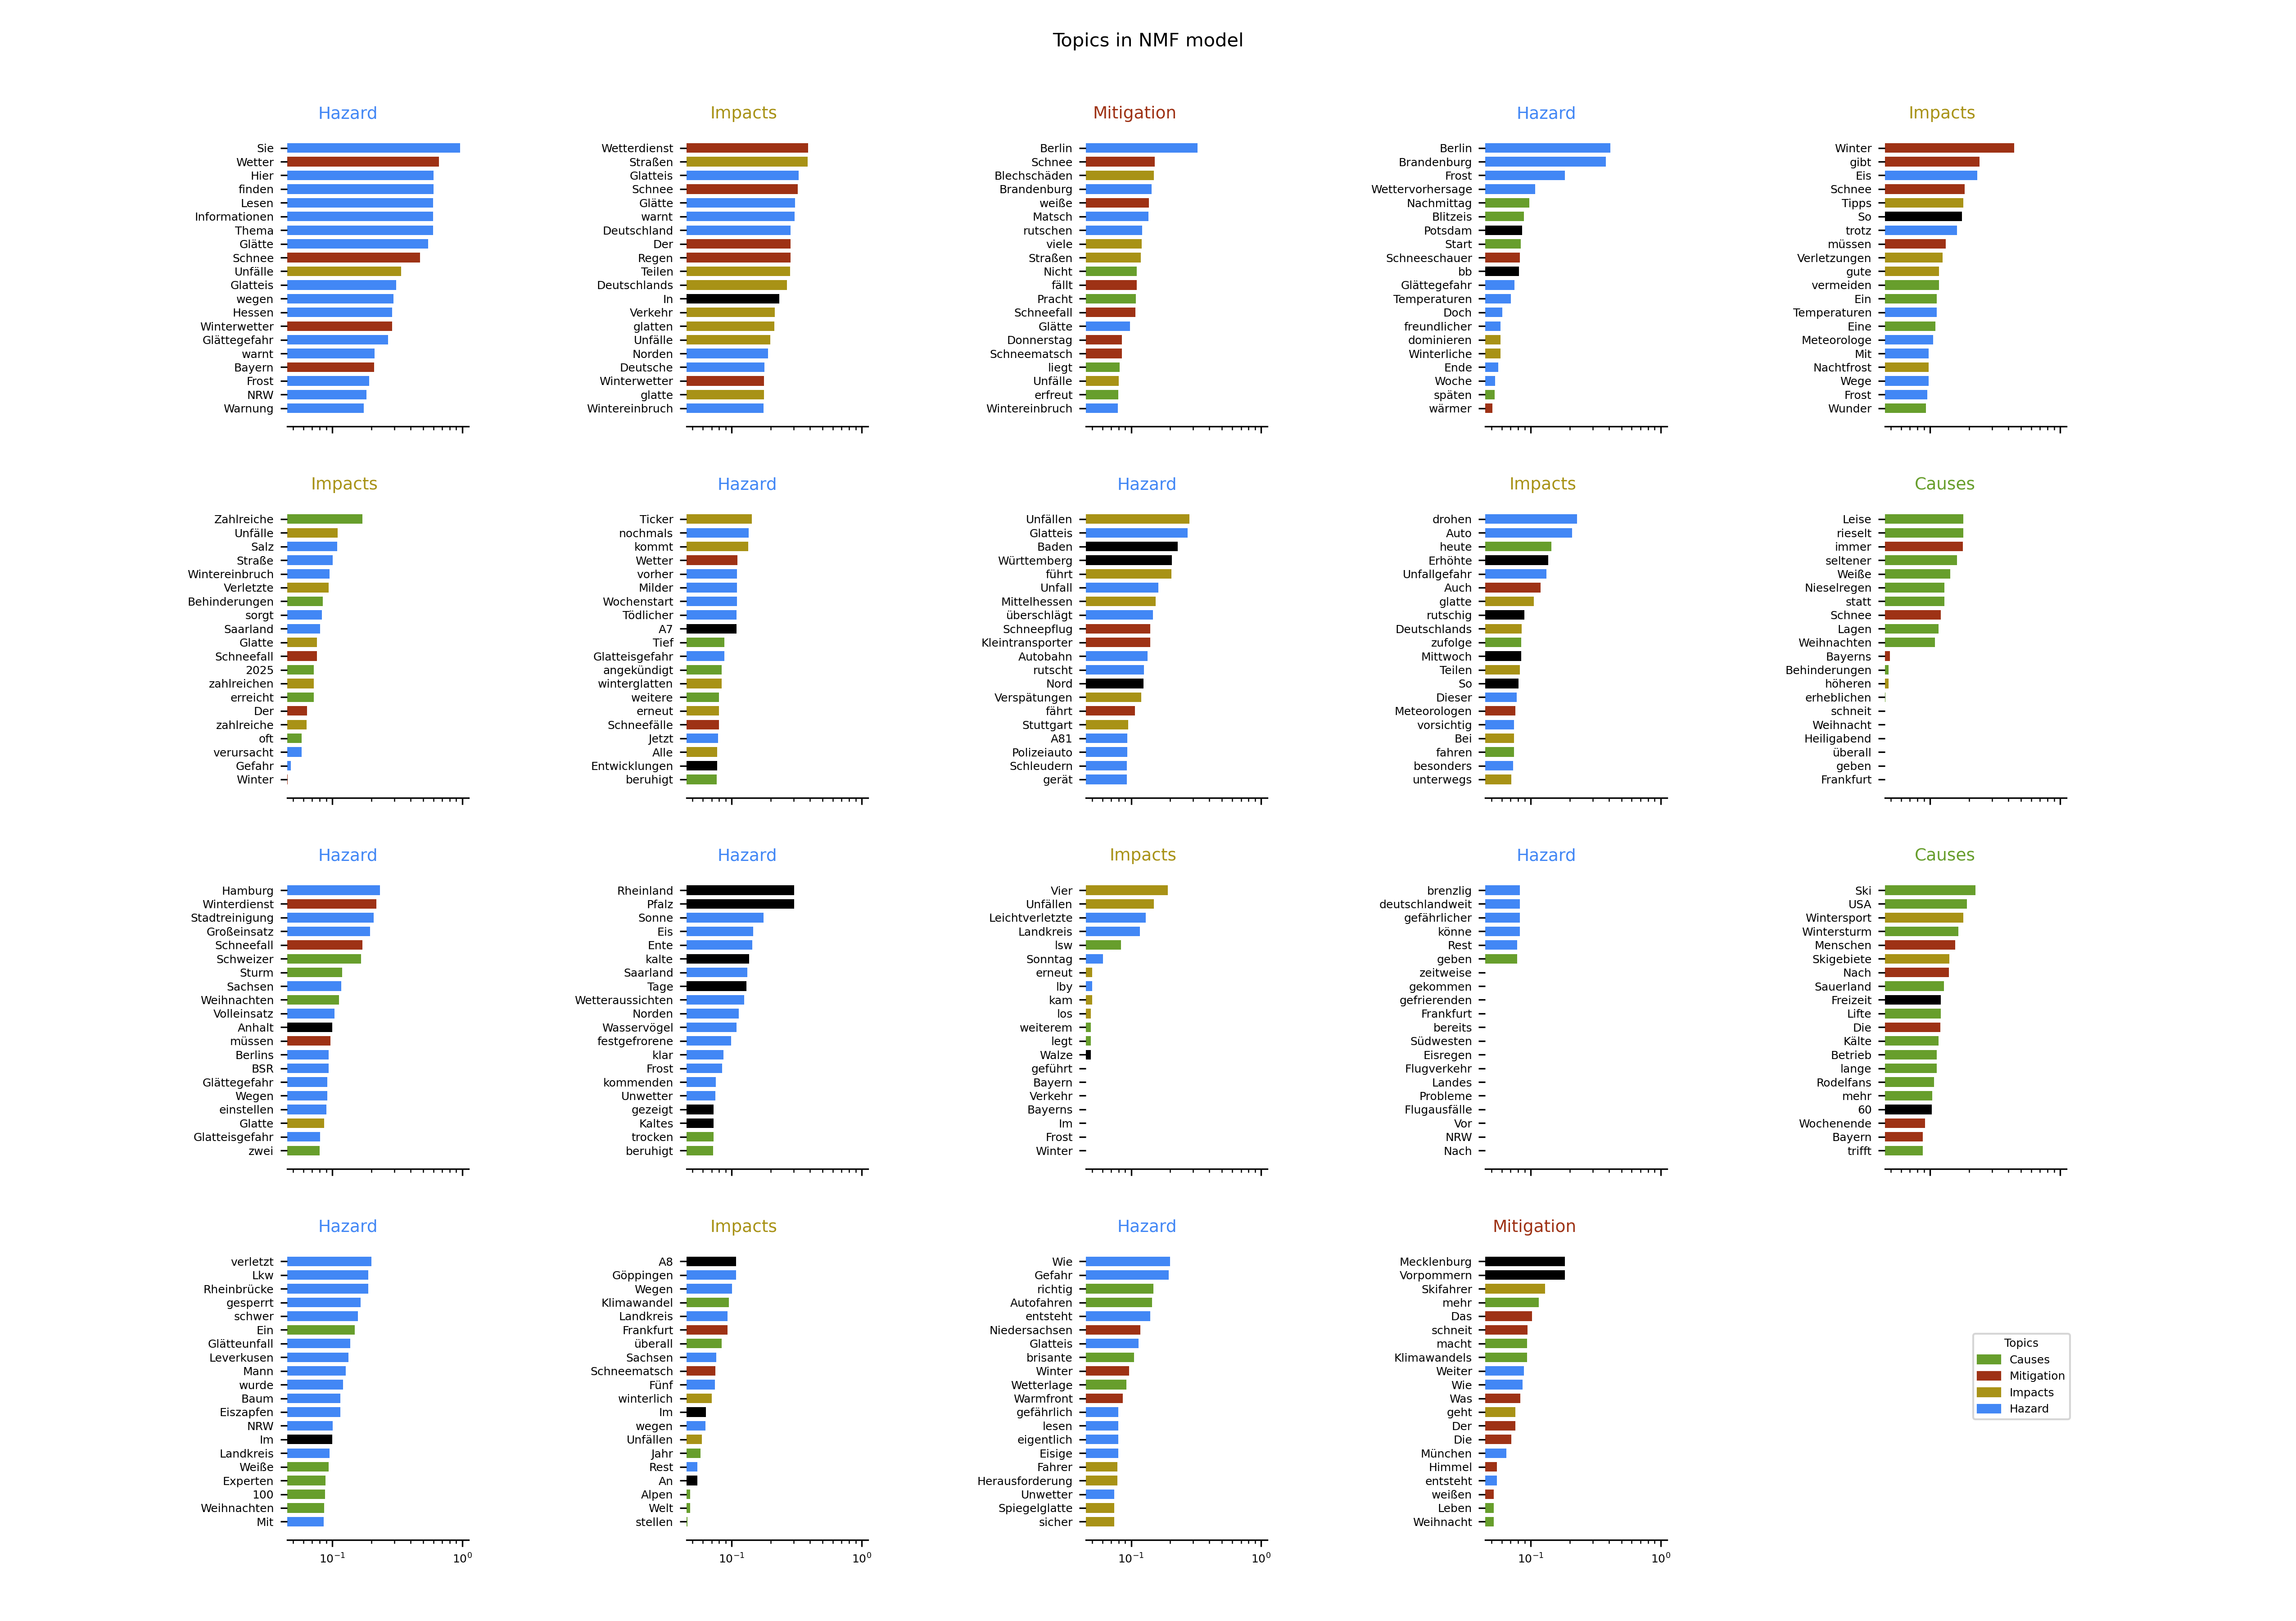 Topics in NMF model
Hazard
Sie
Wetter
Hier
finden
Lesen
Informationen
Thema
Glätte
Schnee
Unfälle
Glatteis
wegen
Hessen
Winterwetter
Glättegefahr
warnt
Bayern
Frost
NRW
Warnung
Impacts
Wetterdienst
Straßen
Glatteis
Schnee
Glätte
warnt
Deutschland
Der
Regen
Teilen
Deutschlands
In
Verkehr
glatten
Unfälle
Norden
Deutsche
Winterwetter
glatte
Wintereinbruch
Mitigation
Berlin
Schnee
Blechschäden
Brandenburg
weiße
Matsch
rutschen
viele
Straßen
Nicht
fällt
Pracht
Schneefall
Glätte
Donnerstag
Schneematsch
liegt
Unfälle
erfreut
Wintereinbruch
Hazard
Berlin
Brandenburg
Frost
Wettervorhersage
Nachmittag
Blitzeis
Potsdam
Start
Schneeschauer
bb
Glättegefahr
Temperaturen
Doch
freundlicher
dominieren
Winterliche
Ende
Woche
späten
wärmer
Impacts
Winter
gibt
Eis
Schnee
Tipps
So
trotz
müssen
Verletzungen
gute
vermeiden
Ein
Temperaturen
Eine
Meteorologe
Mit
Nachtfrost
Wege
Frost
Wunder
Impacts
Zahlreiche
Unfälle
Salz
Straße
Wintereinbruch
Verletzte
Behinderungen
sorgt
Saarland
Glatte
Schneefall
2025
zahlreichen
erreicht
Der
zahlreiche
oft
verursacht
Gefahr
Winter
Hazard
Ticker
nochmals
kommt
Wetter
vorher
Milder
Wochenstart
Tödlicher
A7
Tief
Glatteisgefahr
angekündigt
winterglatten
weitere
erneut
Schneefälle
Jetzt
Alle
Entwicklungen
beruhigt
Hazard
Unfällen
Glatteis
Baden
Württemberg
führt
Unfall
Mittelhessen
überschlägt
Schneepflug
Kleintransporter
Autobahn
rutscht
Nord
Verspätungen
fährt
Stuttgart
A81
Polizeiauto
Schleudern
gerät
Impacts
drohen
Auto
heute
Erhöhte
Unfallgefahr
Auch
glatte
rutschig
Deutschlands
zufolge
Mittwoch
Teilen
So
Dieser
Meteorologen
vorsichtig
Bei
fahren
besonders
unterwegs
Causes
Leise
rieselt
immer
seltener
Weiße
Nieselregen
statt
Schnee
Lagen
Weihnachten
Bayerns
Behinderungen
höheren
erheblichen
schneit
Weihnacht
Heiligabend
überall
geben
Frankfurt
Hazard
Hamburg
Winterdienst
Stadtreinigung
Großeinsatz
Schneefall
Schweizer
Sturm
Sachsen
Weihnachten
Volleinsatz
Anhalt
müssen
Berlins
BSR
Glättegefahr
Wegen
einstellen
Glatte
Glatteisgefahr
zwei
Hazard
Rheinland
Pfalz
Sonne
Eis
Ente
kalte
Saarland
Tage
Wetteraussichten
Norden
Wasservögel
festgefrorene
klar
Frost
kommenden
Unwetter
gezeigt
Kaltes
trocken
beruhigt
Impacts
Vier
Unfällen
Leichtverletzte
Landkreis
lsw
Sonntag
erneut
lby
kam
los
weiterem
legt
Walze
geführt
Bayern
Verkehr
Bayerns
Im
Frost
Winter
Hazard
brenzlig
deutschlandweit
gefährlicher
könne
Rest
geben
zeitweise
gekommen
gefrierenden
Frankfurt
bereits
Südwesten
Eisregen
Flugverkehr
Landes
Probleme
Flugausfälle
Vor
NRW
Nach
Causes
Ski
USA
Wintersport
Wintersturm
Menschen
Skigebiete
Nach
Sauerland
Freizeit
Lifte
Die
Kälte
Betrieb
lange
Rodelfans
mehr
60
Wochenende
Bayern
trifft
Hazard
verletzt
Lkw
Rheinbrücke
gesperrt
schwer
Ein
Glätteunfall
Leverkusen
Mann
wurde
Baum
Eiszapfen
NRW
Im
Landkreis
Weiße
Experten
100
Weihnachten
Mit
10⁻¹ 10⁰
Impacts
A8
Göppingen
Wegen
Klimawandel
Landkreis
Frankfurt
überall
Sachsen
Schneematsch
Fünf
winterlich
Im
wegen
Unfällen
Jahr
Rest
An
Alpen
Welt
stellen
10⁻¹ 10⁰
Hazard
Wie
Gefahr
richtig
Autofahren
entsteht
Niedersachsen
Glatteis
brisante
Winter
Wetterlage
Warmfront
gefährlich
lesen
eigentlich
Eisige
Fahrer
Herausforderung
Unwetter
Spiegelglatte
sicher
10⁻¹ 10⁰
Mitigation
Mecklenburg
Vorpommern
Skifahrer
mehr
Das
schneit
macht
Klimawandels
Weiter
Wie
Was
geht
Der
Die
München
Himmel
entsteht
weißen
Leben
Weihnacht
10⁻¹ 10⁰
Topics
Causes
Mitigation
Impacts
Hazard